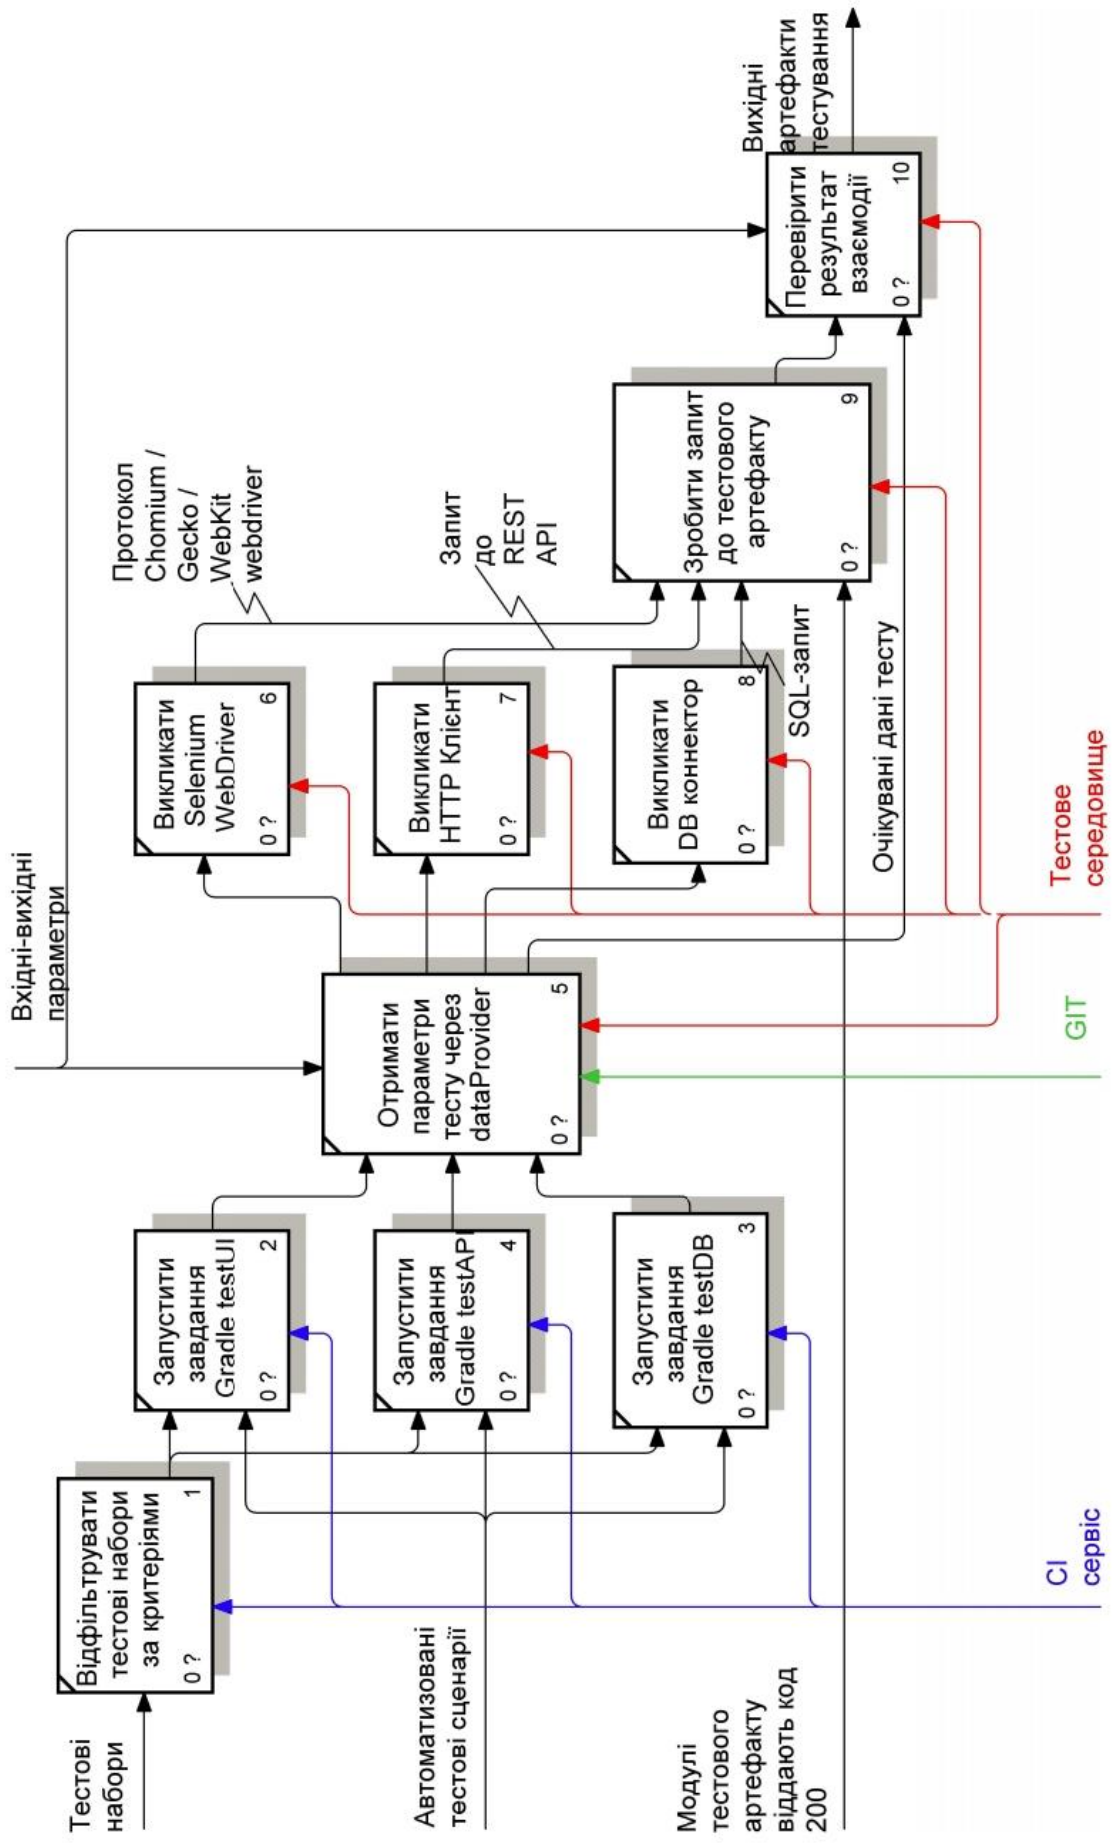 Тестові
набори
Відфільтрувати
тестові набори
за критеріями
0 ?
1
Автоматизовані
тестові сценарії
Модулі
тестового
артефакту
віддають код
200
CI
сервіс
Запустити
завдання
Gradle testUI
0 ?
2
Запустити
завдання
Gradle testAPI
0 ?
4
Запустити
завдання
Gradle testDB
0 ?
3
Вхідні-вихідні
параметри
Отримати
параметри
тесту через
dataProvider
0 ?
5
GIT
Тестове
середовище
Викликати
Selenium
WebDriver
0 ?
6
Викликати
HTTP Клієнт
0 ?
7
Викликати
DB коннектор
0 ?
8
Протокол
Chomium /
Gecko /
WebKit
webdriver
Запит
до
REST
API
SQL-запит
Очікувані дані тесту
Зробити запит
до тестового
артефакту
0 ?
9
Перевірити
результат
взаємодії
0 ?
10
Вихідні
артефакти
тестування